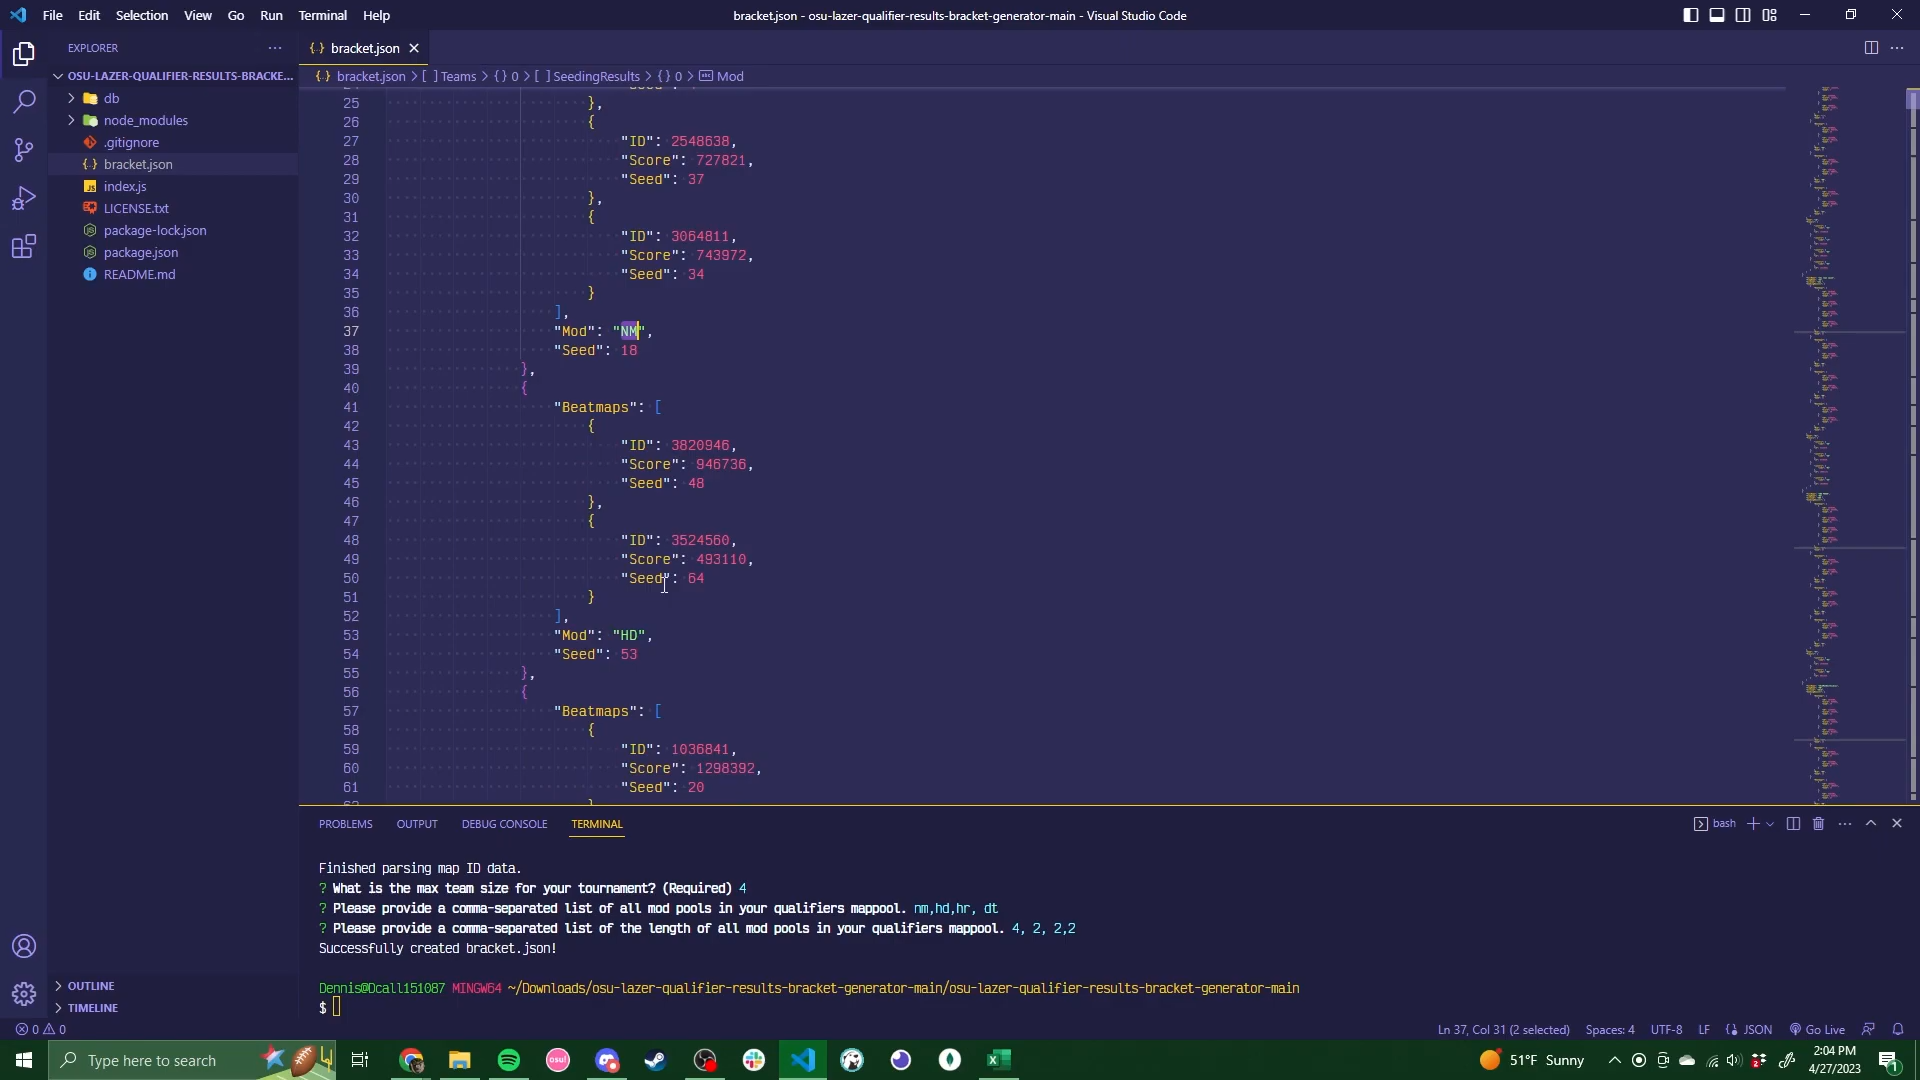 File Edit Selection View Go Run Terminal Help
bracket.json - osu-lazer-qualifier-results-bracket-generator-main - Visual Studio Code
EXPLORER
OSU-LAZER-QUALIFIER-RESULTS-BRACKE...
db
node_modules
.gitignore
bracket.json
index.js
LICENSE.txt
package-lock.json
package.json
README.md
OUTLINE
TIMELINE
bracket.json
bracket.json > [ ] Teams > { } 0 > [ ] SeedingResults > { } 0 > Mod
25 },
26 {
27 "ID": 2548638,
28 "Score": 727821,
29 "Seed": 37
30 },
31 {
32 "ID": 3064811,
33 "Score": 743972,
34 "Seed": 34
35 }
36 ],
37 "Mod": "NM",
38 "Seed": 18
39 },
40 {
41 "Beatmaps": [
42 {
43 "ID": 3820946,
44 "Score": 946736,
45 "Seed": 48
46 },
47 {
48 "ID": 3524560,
49 "Score": 493110,
50 "Seed": 64
51 }
52 ],
53 "Mod": "HD",
54 "Seed": 53
55 },
56 {
57 "Beatmaps": [
58 {
59 "ID": 1036841,
60 "Score": 1298392,
61 "Seed": 20
PROBLEMS OUTPUT DEBUG CONSOLE TERMINAL
bash
Finished parsing map ID data.
? What is the max team size for your tournament? (Required) 4
? Please provide a comma-separated list of all mod pools in your qualifiers mappool. nm,hd,hr, dt
? Please provide a comma-separated list of the length of all mod pools in your qualifiers mappool. 4, 2, 2,2
Successfully created bracket.json!
Dennis@Dcall151087 MINGW64 ~/Downloads/osu-lazer-qualifier-results-bracket-generator-main/osu-lazer-qualifier-results-bracket-generator-main
$
0 0
Ln 37, Col 31 (2 selected) Spaces: 4 UTF-8 LF {} JSON Go Live
Type here to search
osu!
51°F Sunny
2:04 PM
4/27/2023
1